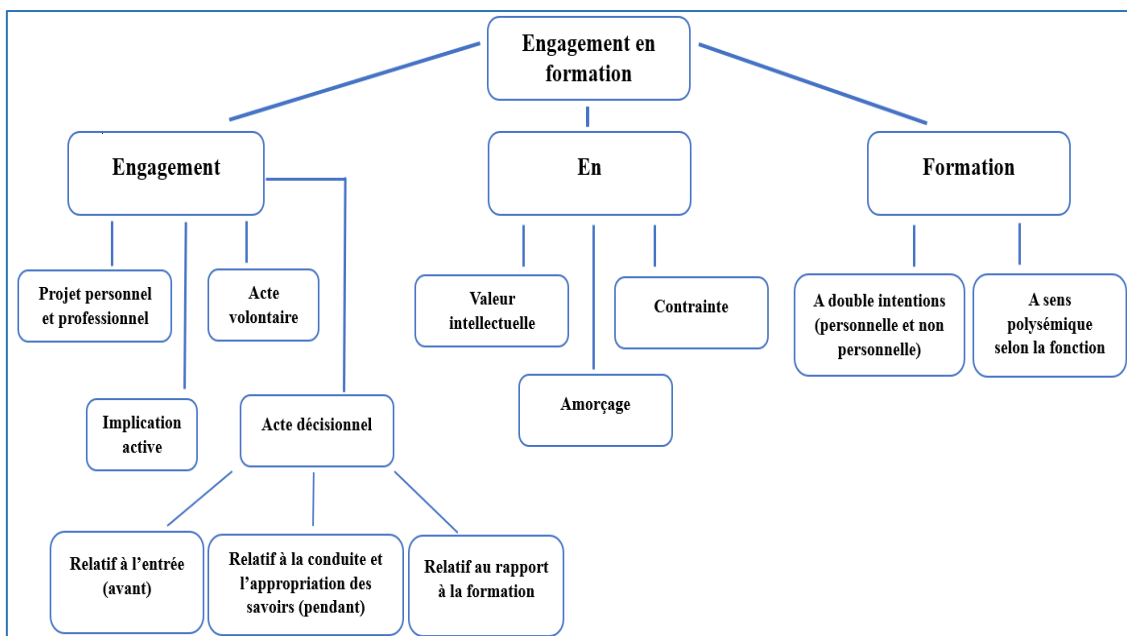 Engagement en
formation
Engagement
En
Formation
Projet personnel
et professionnel
Acte
volontaire
Valeur
intellectuelle
Contrainte
A double intentions
(personnelle et non
personnelle)
A sens
polysémique
selon la fonction
Implication
active
Acte décisionnel
Amorçage
Relatif à l’entrée
(avant)
Relatif à la conduite et
l’appropriation des
savoirs (pendant)
Relatif au rapport
à la formation